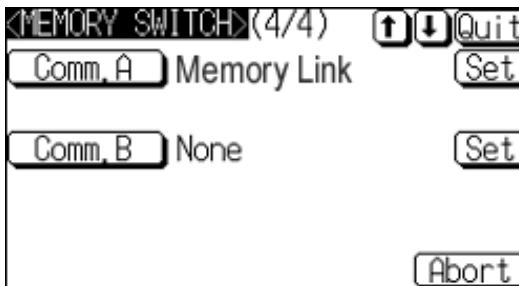 <MEMORY SWITCH>(4/4) ↑ ↓ Quit
Comm.A Memory Link Set
Comm.B None Set
Abort